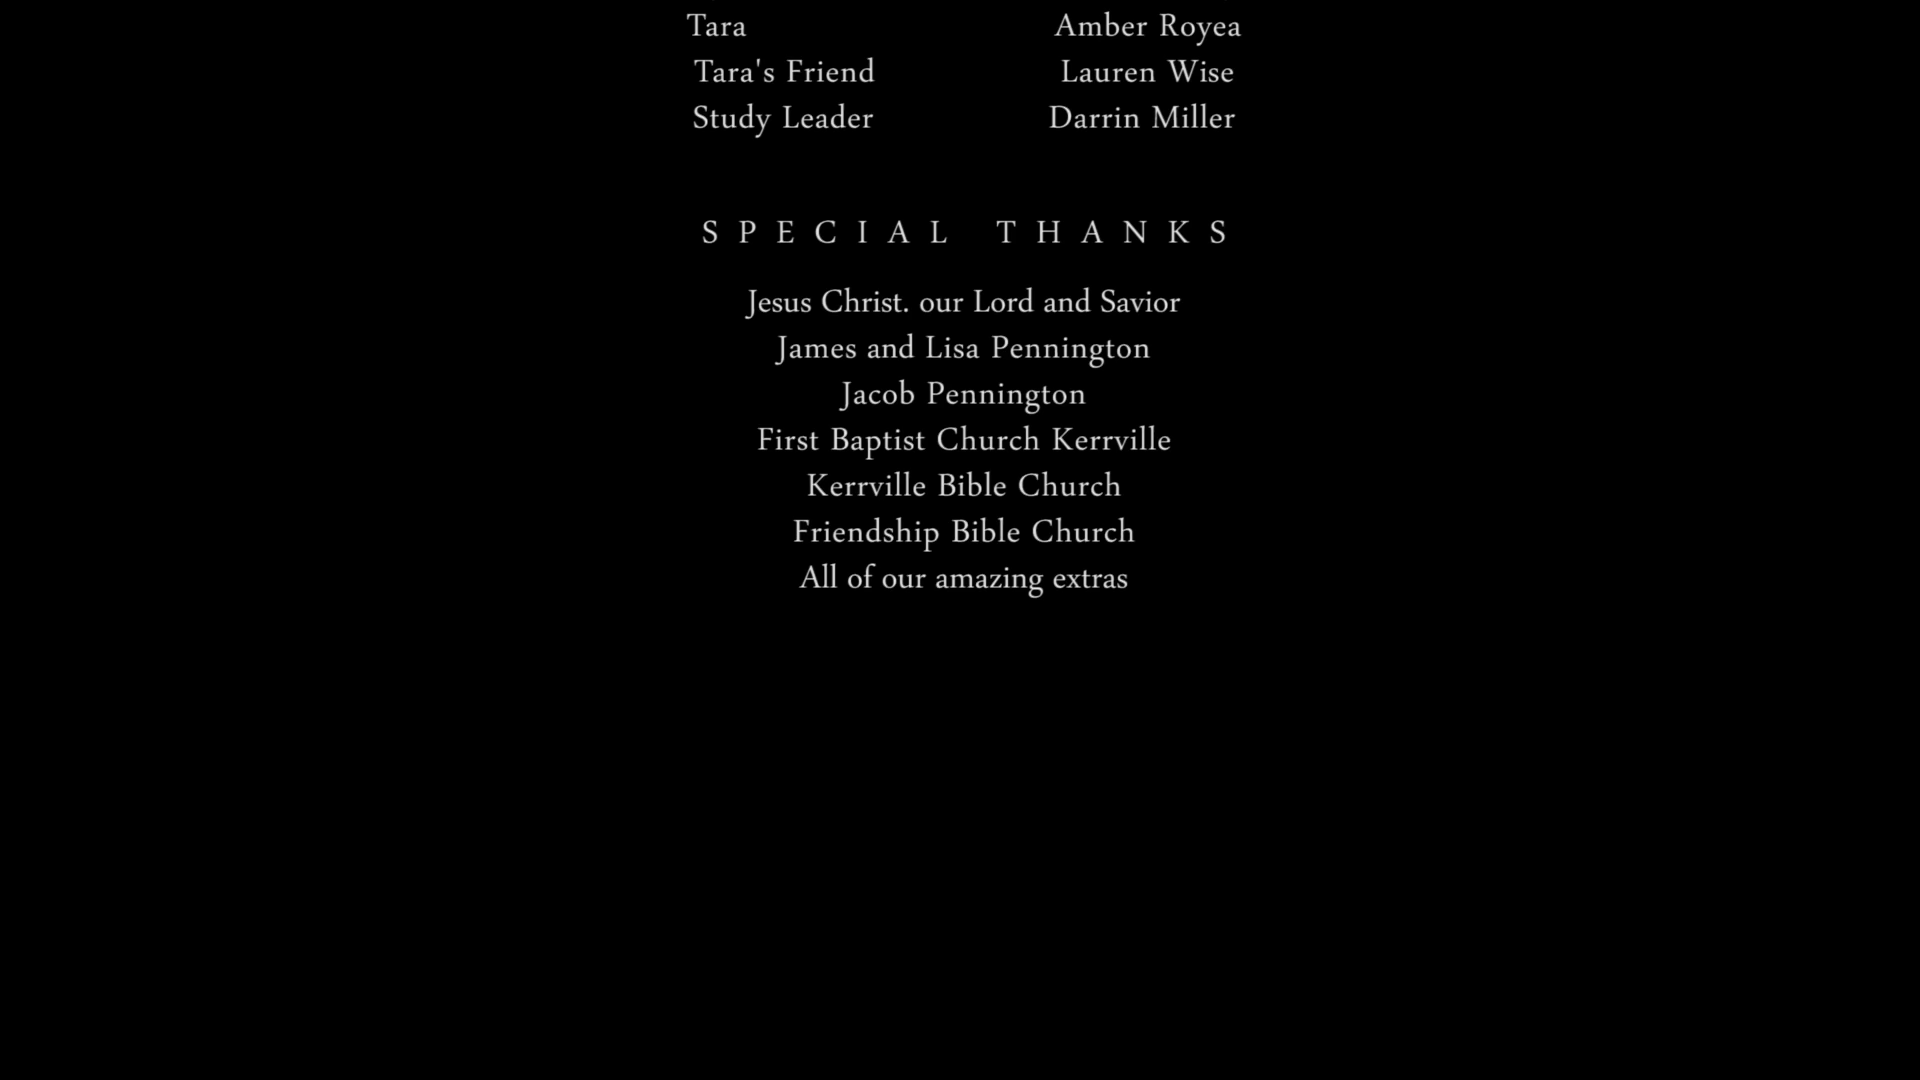 Tara Amber Royea
Tara's Friend Lauren Wise
Study Leader Darrin Miller
SPECIAL THANKS
Jesus Christ. our Lord and Savior
James and Lisa Pennington
Jacob Pennington
First Baptist Church Kerrville
Kerrville Bible Church
Friendship Bible Church
All of our amazing extras